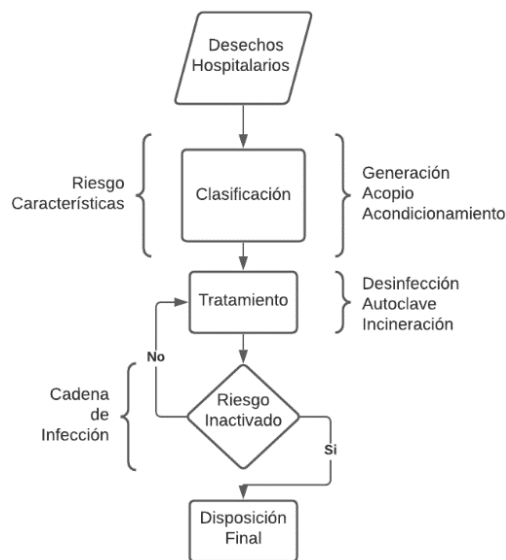 Desechos
Hospitalarios
Riesgo
Características
Clasificación
Generación
Acopio
Acondicionamiento
Tratamiento
Desinfección
Autoclave
Incineración
No
Cadena
de
Infección
Riesgo
Inactivado
Si
Disposición
Final